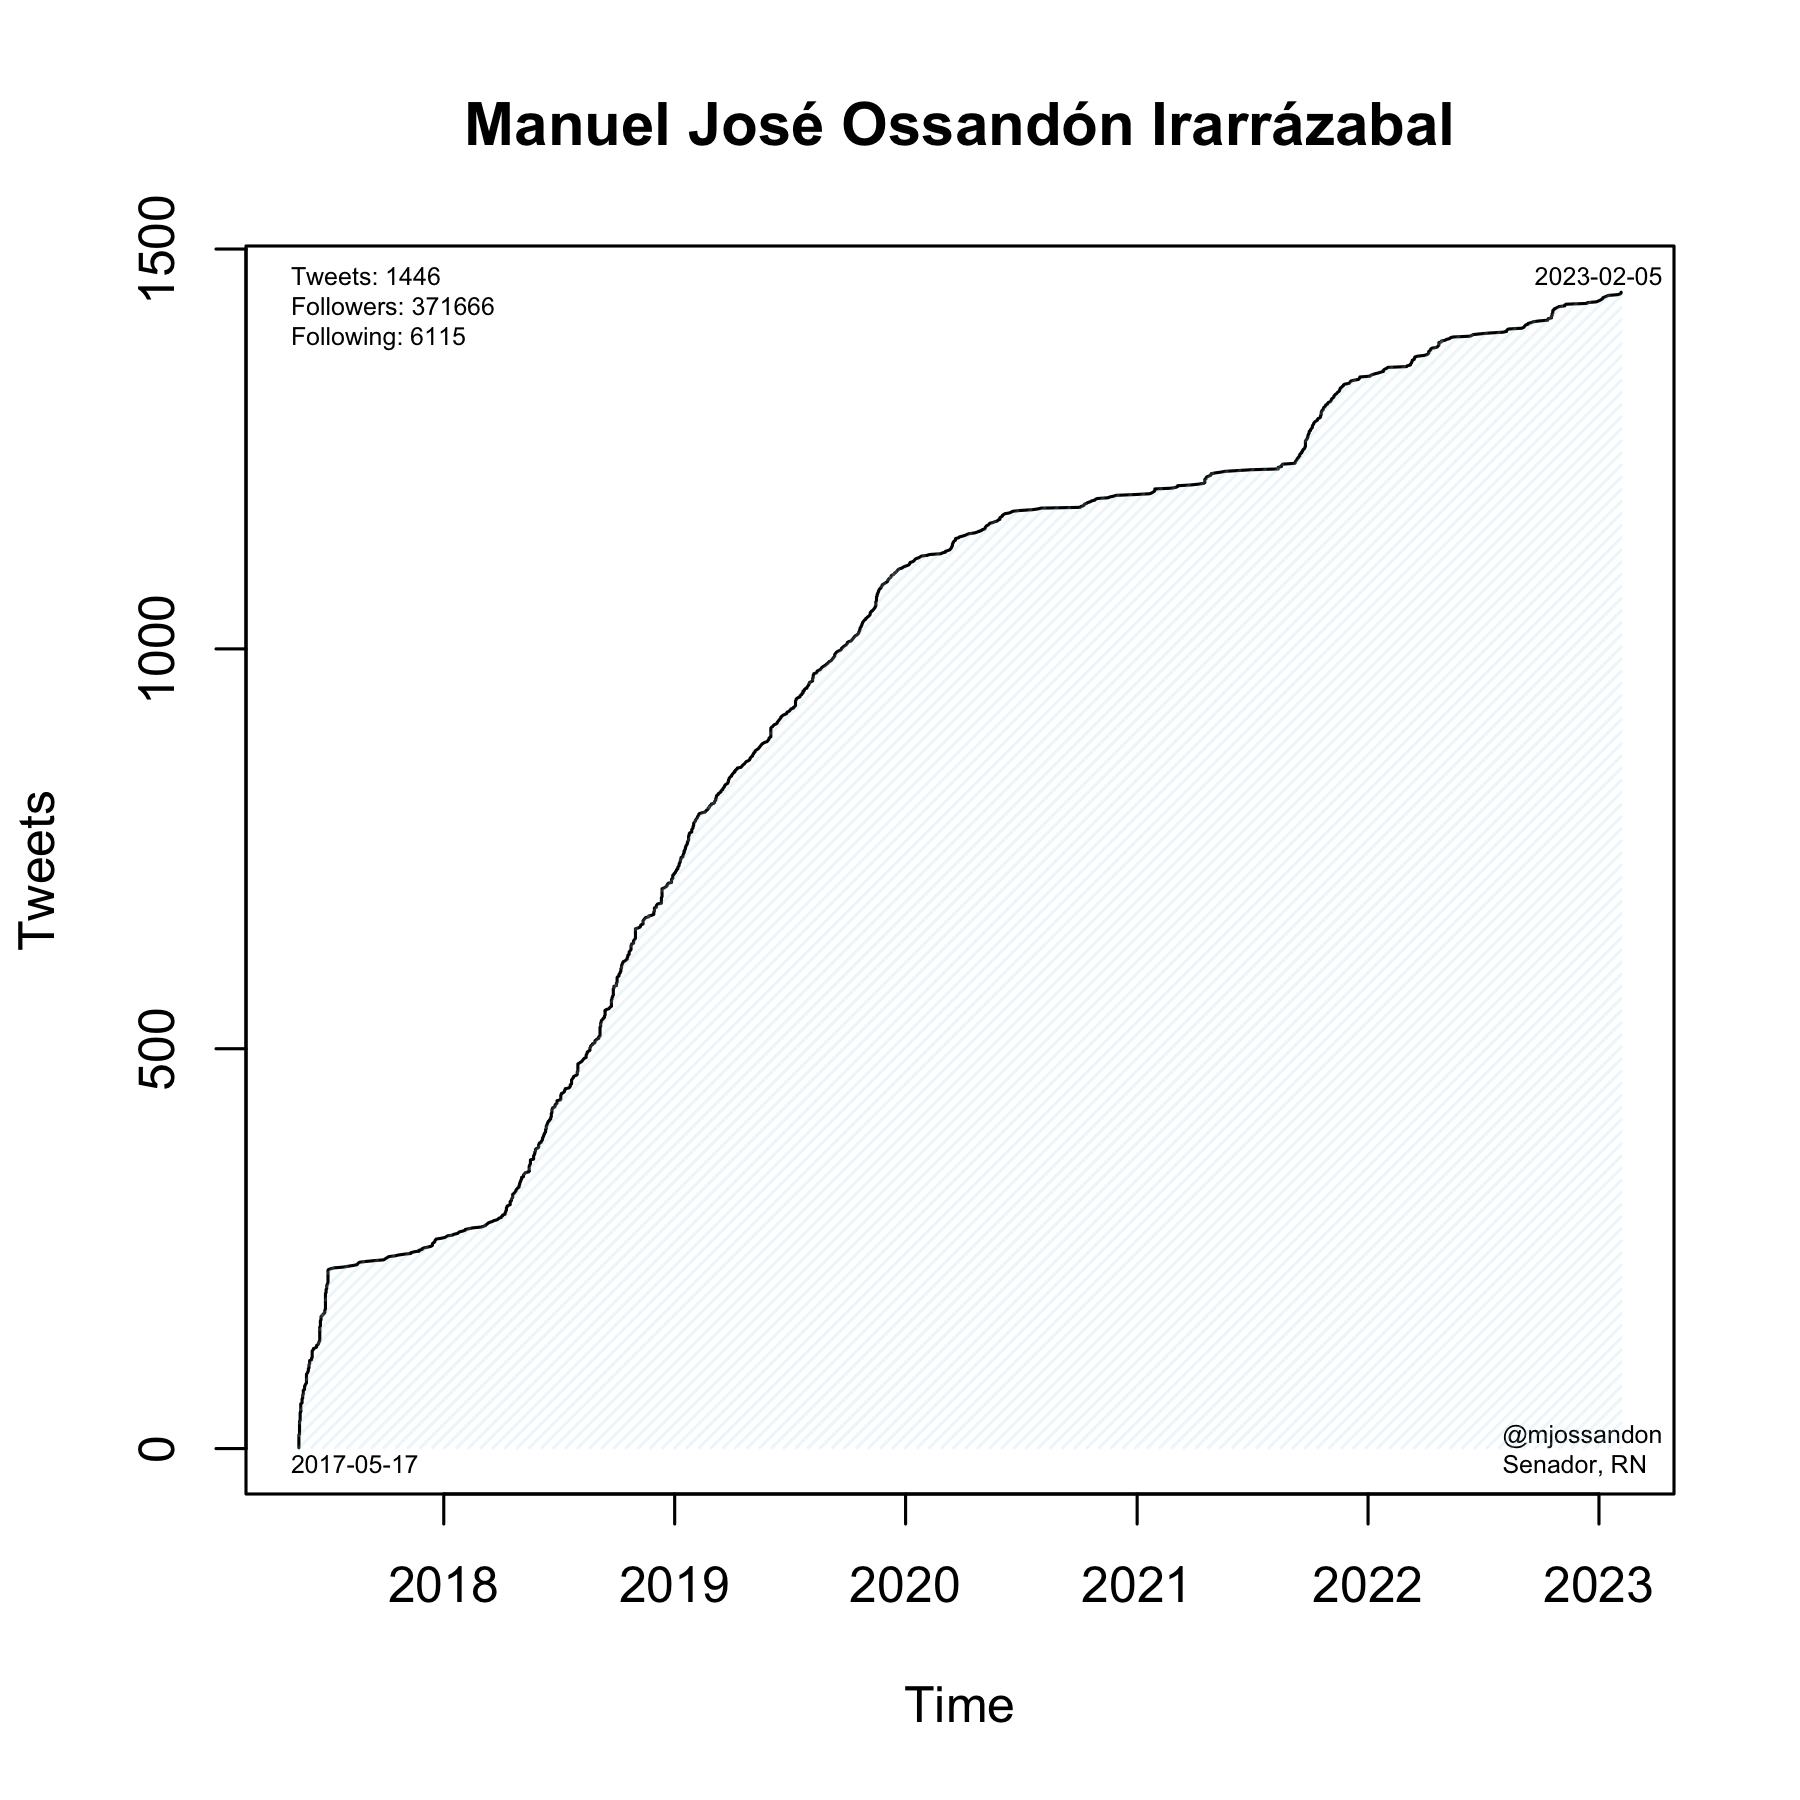 Manuel José Ossandón Irarrázabal
Tweets: 1446
Followers: 371666
Following: 6115
2023-02-05
1500
1000
500
0
Tweets
2017-05-17
@mjossandon
Senador, RN
2018 2019 2020 2021 2022 2023
Time